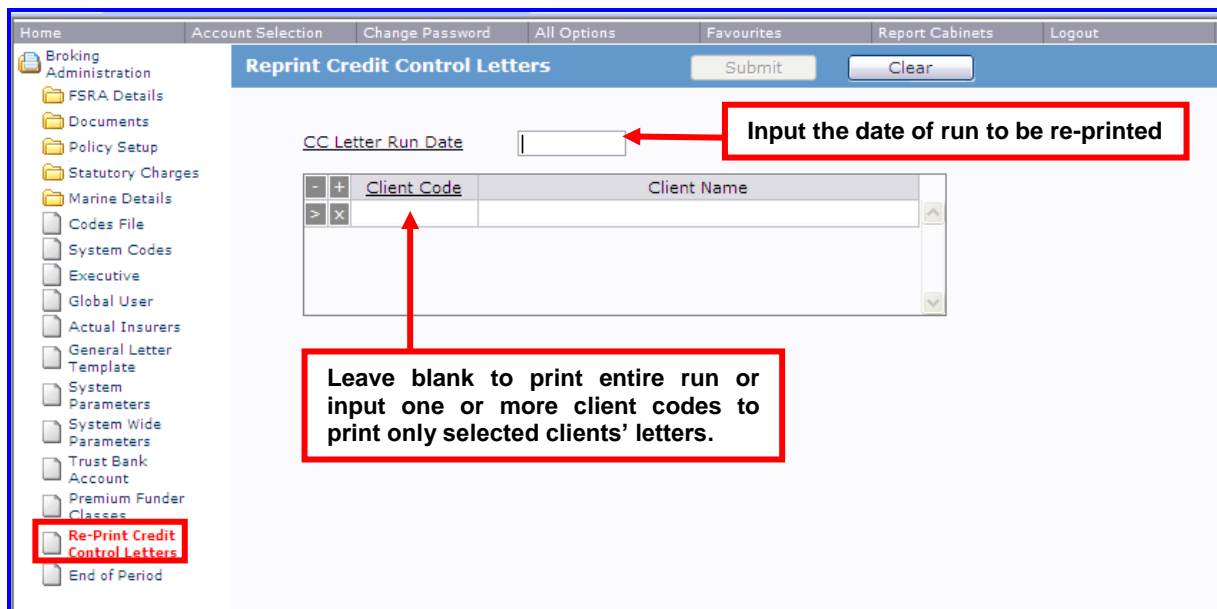 Home Account Selection Change Password All Options Favourites Report Cabinets Logout
Broking
Administration
FSRA Details
Documents
Policy Setup
Statutory Charges
Marine Details
Codes File
System Codes
Executive
Global User
Actual Insurers
General Letter
Template
System
Parameters
System Wide
Parameters
Trust Bank
Account
Premium Funder
Classes
Re-Print Credit
Control Letters
End of Period
Reprint Credit Control Letters Submit Clear
CC Letter Run Date
Input the date of run to be re-printed
- + Client Code Client Name
> x
Leave blank to print entire run or
input one or more client codes to
print only selected clients’ letters.